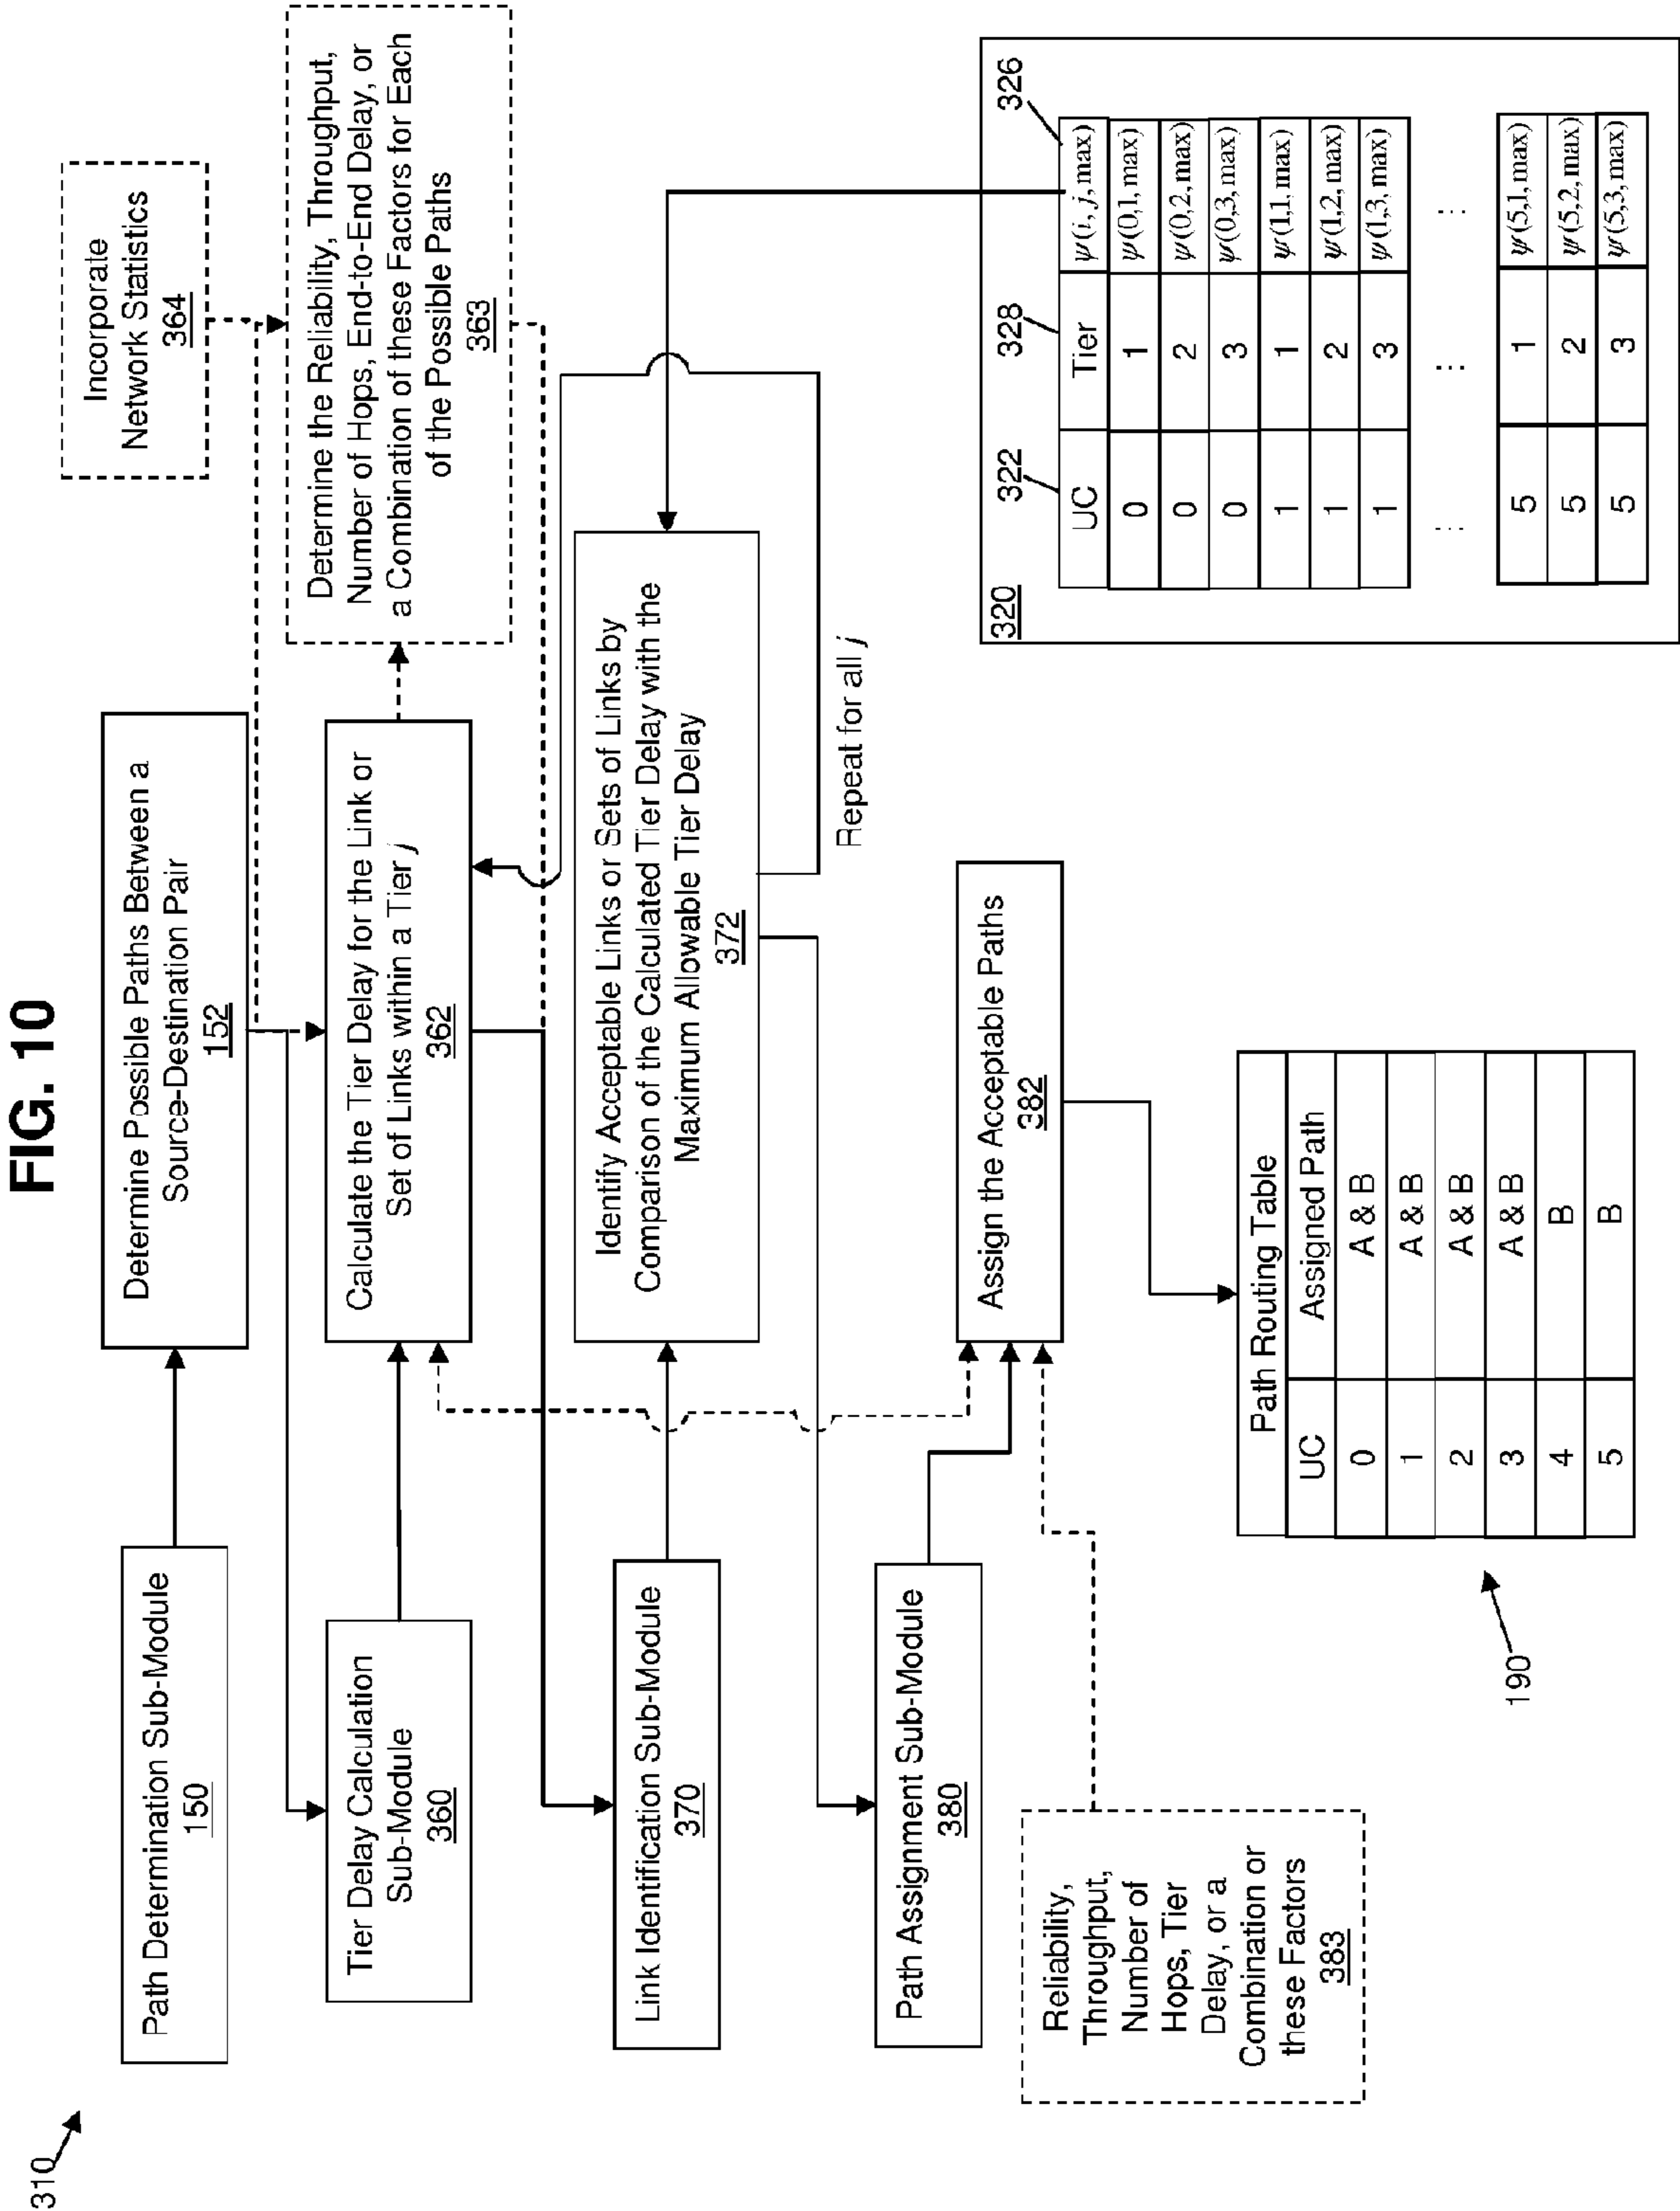 FIG. 10
310
Path Determination Sub-Module
150
Determine Possible Paths Between a
Source-Destination Pair
152
Incorporate
Network Statistics
364
Tier Delay Calculation
Sub-Module
360
Calculate the Tier Delay for the Link or
Set of Links within a Tier j
362
Determine the Reliability, Throughput,
Number of Hops, End-to-End Delay, or
a Combination of these Factors for Each
of the Possible Paths
363
Link Identification Sub-Module
370
Identify Acceptable Links or Sets of Links by
Comparison of the Calculated Tier Delay with the
Maximum Allowable Tier Delay
372
Repeat for all j
Path Assignment Sub-Module
380
Assign the Acceptable Paths
382
Reliability,
Throughput,
Number of
Hops, Tier
Delay, or a
Combination or
these Factors
383
190
Path Routing Table
UC Assigned Path
0 A & B
1 A & B
2 A & B
3 A & B
4 B
5 B
320
322 328 326
UC Tier ψ(i, j, max)
0 1 ψ(0,1, max)
0 2 ψ(0,2, max)
0 3 ψ(0,3, max)
1 1 ψ(1,1, max)
1 2 ψ(1,2, max)
1 3 ψ(1,3, max)
⋮ ⋮ ⋮
5 1 ψ(5,1, max)
5 2 ψ(5,2, max)
5 3 ψ(5,3, max)